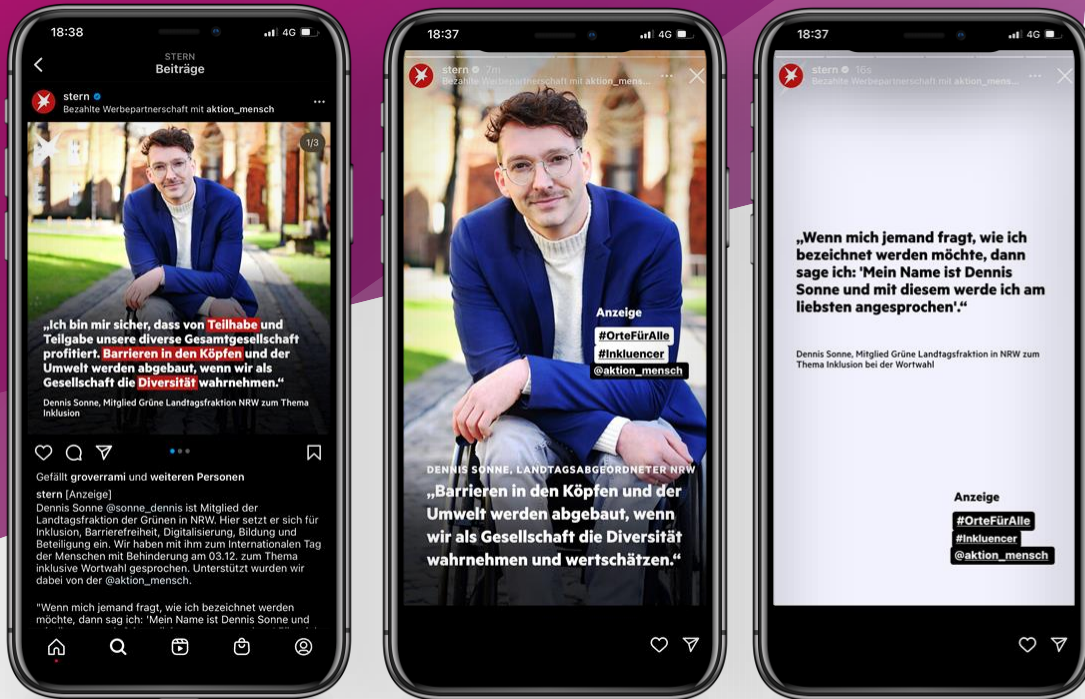 18:38
4G
STERN
Beiträge
stern
Bezahlte Werbepartnerschaft mit aktion_mensch
1/3
„Ich bin mir sicher, dass von Teilhabe und
Teilgabe unsere diverse Gesamtgesellschaft
profitiert. Barrieren in den Köpfen und der
Umwelt werden abgebaut, wenn wir als
Gesellschaft die Diversität wahrnehmen.“
Dennis Sonne, Mitglied Grüne Landtagsfraktion NRW zum Thema
Inklusion
Gefällt groverrami und weiteren Personen
stern [Anzeige]
Dennis Sonne @sonne_dennis ist Mitglied der
Landtagsfraktion der Grünen in NRW. Hier setzt er sich für
Inklusion, Barrierefreiheit, Digitalisierung, Bildung und
Beteiligung ein. Wir haben mit ihm zum Internationalen Tag
der Menschen mit Behinderung am 03.12. zum Thema
inklusive Wortwahl gesprochen. Unterstützt wurden wir
dabei von der @aktion_mensch.
"Wenn mich jemand fragt, wie ich bezeichnet werden
möchte, dann sag ich: 'Mein Name ist Dennis Sonne und
18:37
4G
stern 7m
Bezahlte Werbepartnerschaft mit aktion_mens...
Anzeige
#OrteFürAlle
#Inkluencer
@aktion_mensch
DENNIS SONNE, LANDTAGSABGEORDNETER NRW
„Barrieren in den Köpfen und der
Umwelt werden abgebaut, wenn
wir als Gesellschaft die Diversität
wahrnehmen und wertschätzen.“
18:37
4G
stern 16s
Bezahlte Werbepartnerschaft mit aktion_mens...
„Wenn mich jemand fragt, wie ich
bezeichnet werden möchte, dann
sage ich: 'Mein Name ist Dennis
Sonne und mit diesem werde ich am
liebsten angesprochen'.“
Dennis Sonne, Mitglied Grüne Landtagsfraktion in NRW zum
Thema Inklusion bei der Wortwahl
Anzeige
#OrteFürAlle
#Inkluencer
@aktion_mensch